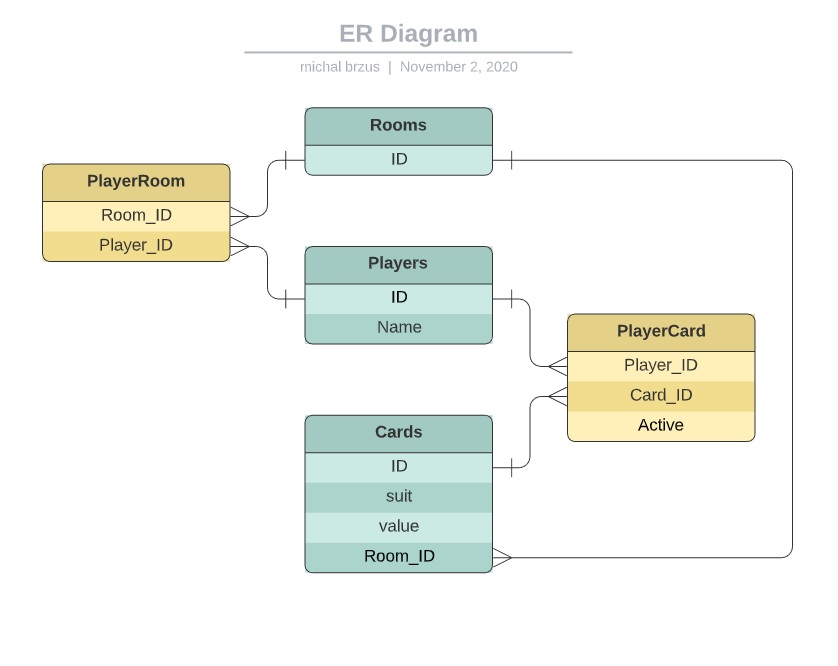 ER Diagram
michal brzus | November 2, 2020
Rooms
ID
PlayerRoom
Room_ID
Player_ID
Players
ID
Name
PlayerCard
Player_ID
Card_ID
Active
Cards
ID
suit
value
Room_ID